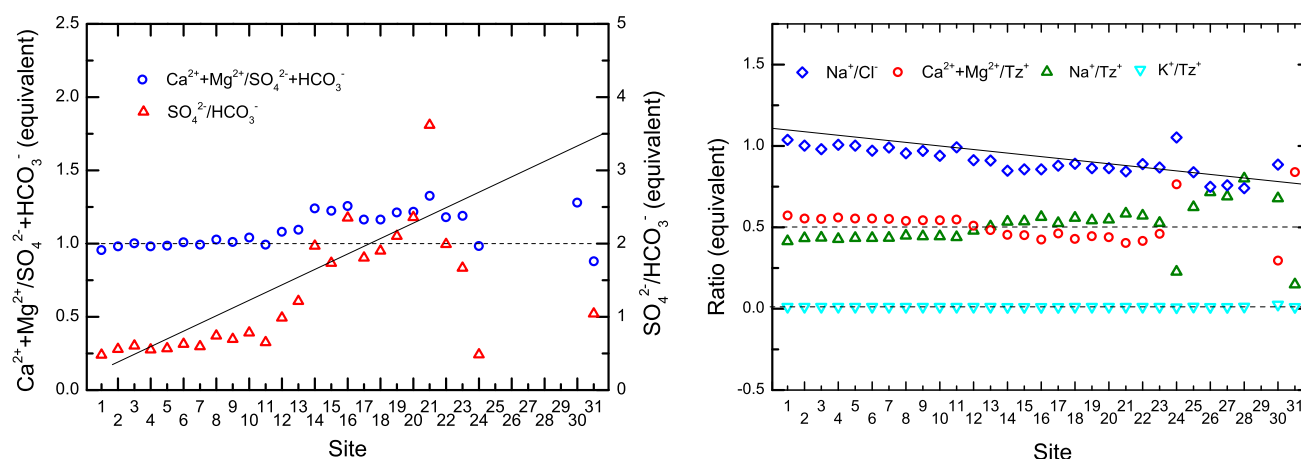 Ca²⁺+Mg²⁺/SO₄²⁻+HCO₃⁻ (equivalent)
2.5
2.0
1.5
1.0
0.5
0.0
Ca²⁺+Mg²⁺/SO₄²⁻+HCO₃⁻
SO₄²⁻/HCO₃⁻
5
4
3
2
1
0
SO₄²⁻/HCO₃⁻ (equivalent)
1 3 5 7 9 11 13 15 17 19 21 23 25 27 29 31
2 4 6 8 10 12 14 16 18 20 22 24 26 28 30
Site
Ratio (equivalent)
1.5
1.0
0.5
0.0
-0.5
Na⁺/Cl⁻ Ca²⁺+Mg²⁺/Tz⁺ Na⁺/Tz⁺ K⁺/Tz⁺
1 3 5 7 9 11 13 15 17 19 21 23 25 27 29 31
2 4 6 8 10 12 14 16 18 20 22 24 26 28 30
Site